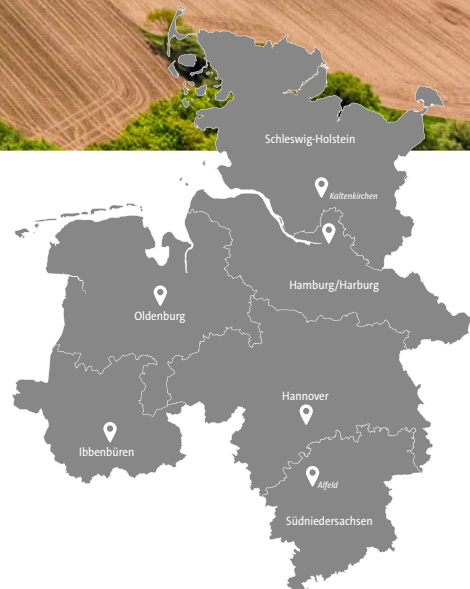 Schleswig-Holstein
Kaltenkirchen
Hamburg/Harburg
Oldenburg
Hannover
Ibbenbüren
Alfeld
Südniedersachsen